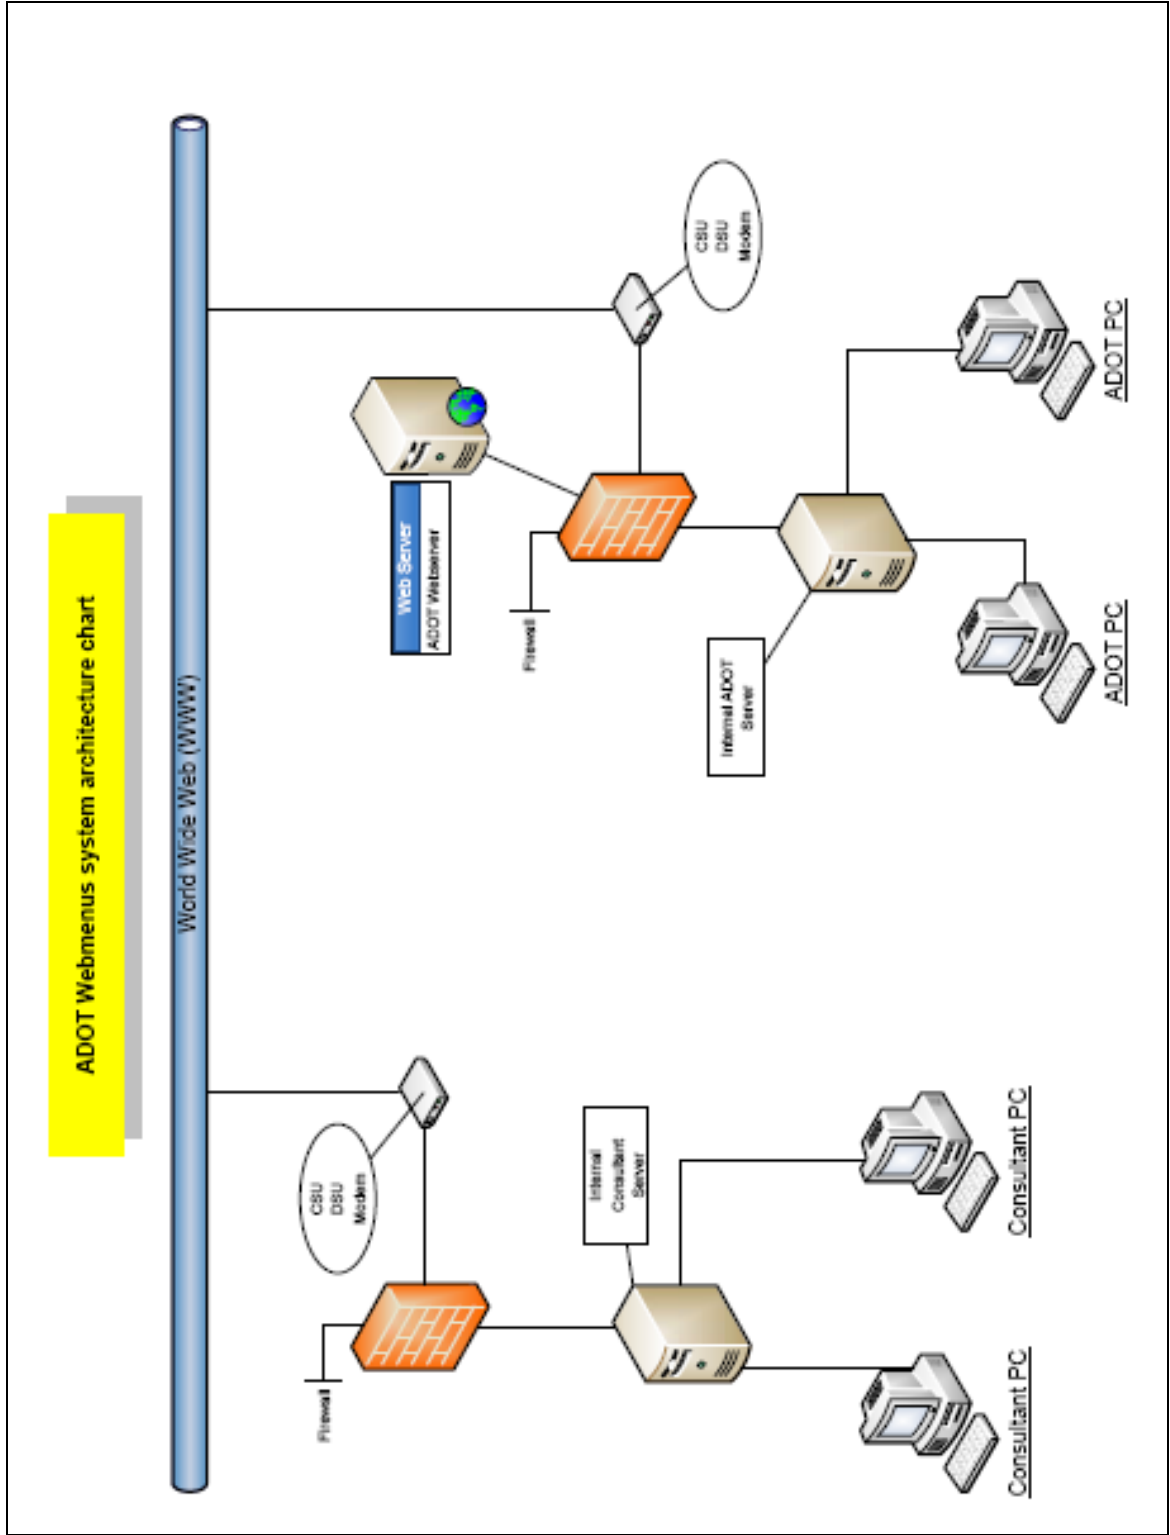 ADOT Webmenus system architecture chart
World Wide Web (WWW)
CSU
DSU
Modem
Firewall
Internal
Consultant
Server
Consultant PC
Consultant PC
CSU
DSU
Modem
Web Server
ADOT Webserver
Firewall
Internal ADOT
Server
ADOT PC
ADOT PC